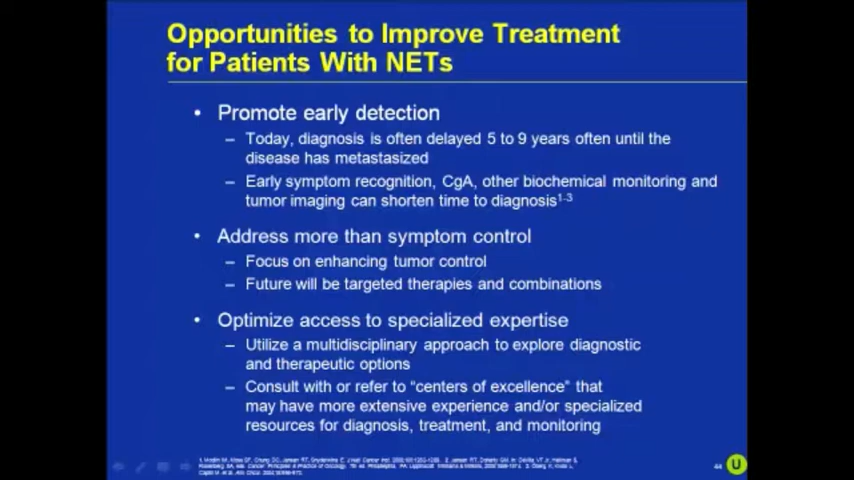 Opportunities to Improve Treatment
for Patients With NETs
• Promote early detection
– Today, diagnosis is often delayed 5 to 9 years often until the
disease has metastasized
– Early symptom recognition, CgA, other biochemical monitoring and
tumor imaging can shorten time to diagnosis1-3
• Address more than symptom control
– Focus on enhancing tumor control
– Future will be targeted therapies and combinations
• Optimize access to specialized expertise
– Utilize a multidisciplinary approach to explore diagnostic
and therapeutic options
– Consult with or refer to “centers of excellence” that
may have more extensive experience and/or specialized
resources for diagnosis, treatment, and monitoring
44
U